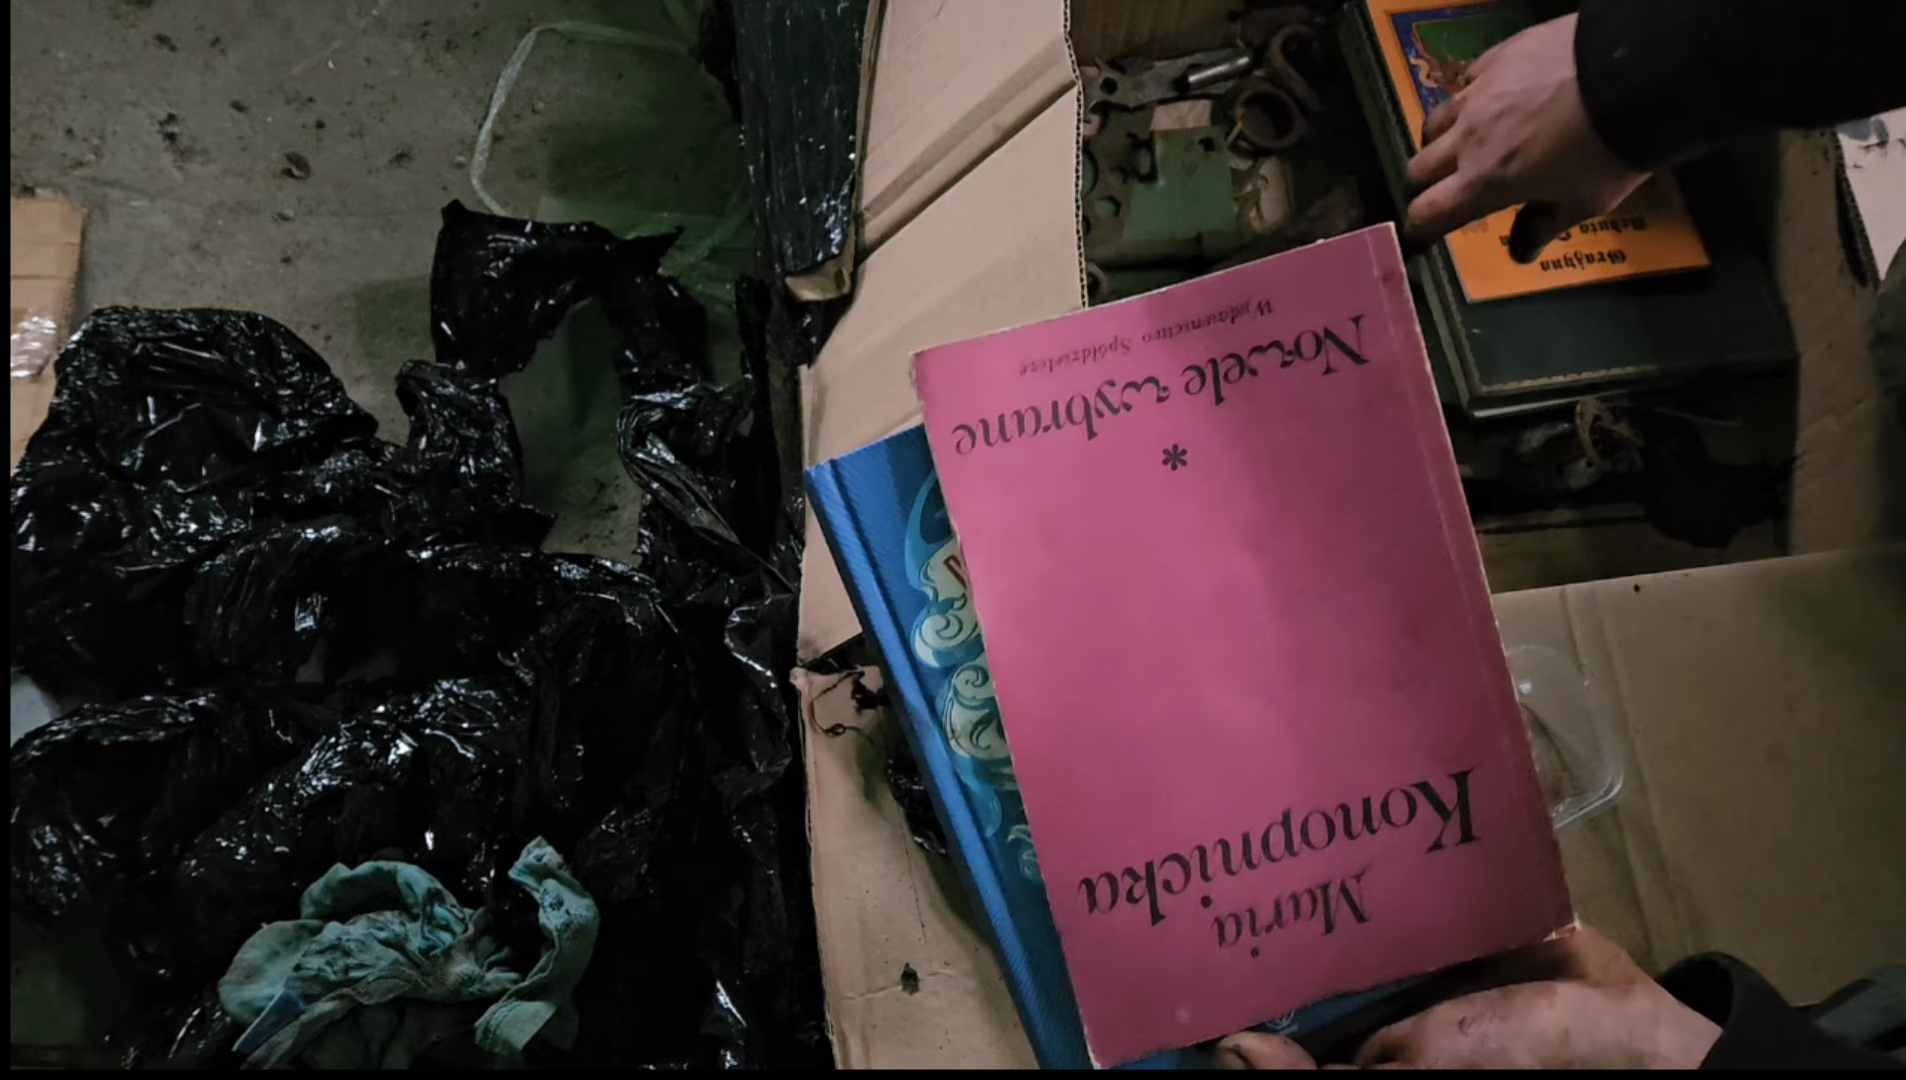 Maria
Konopnicka
*
Nowele wybrane
Wydawnictwo Spółdzielcze
Grażyna